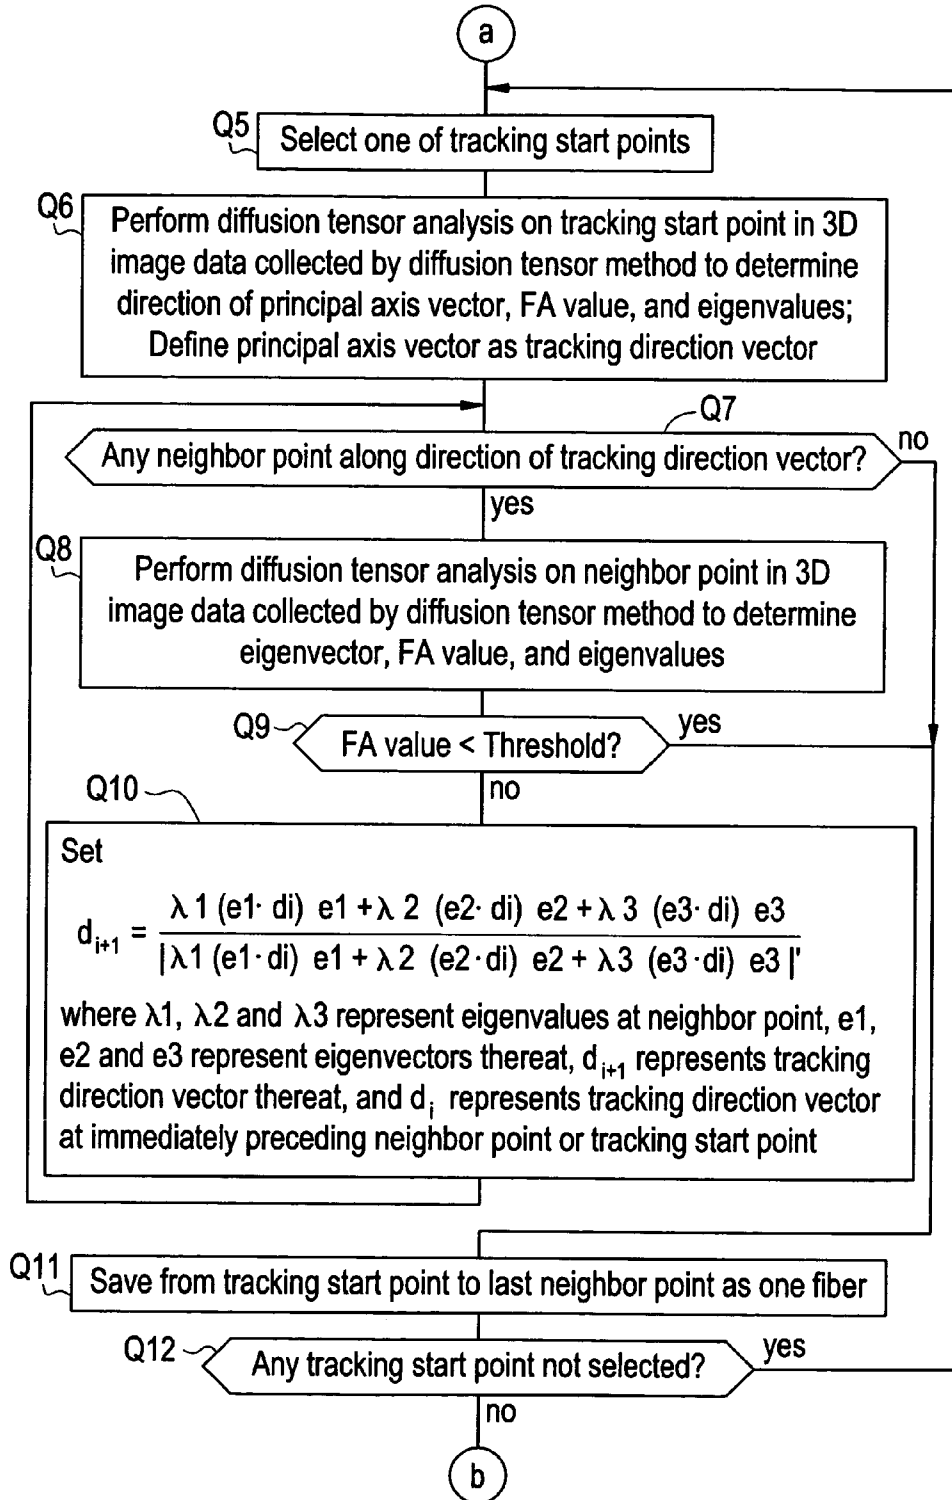 a
Q5
Select one of tracking start points
Q6
Perform diffusion tensor analysis on tracking start point in 3D
image data collected by diffusion tensor method to determine
direction of principal axis vector, FA value, and eigenvalues;
Define principal axis vector as tracking direction vector
Q7
Any neighbor point along direction of tracking direction vector?
no
yes
Q8
Perform diffusion tensor analysis on neighbor point in 3D
image data collected by diffusion tensor method to determine
eigenvector, FA value, and eigenvalues
Q9
FA value < Threshold?
yes
no
Q10
Set
d_{i+1} = \frac{λ1 (e1· di) e1 + λ2 (e2· di) e2 + λ3 (e3· di) e3}{|λ1 (e1·di) e1 + λ2 (e2·di) e2 + λ3 (e3·di) e3|'}
where λ1, λ2 and λ3 represent eigenvalues at neighbor point, e1,
e2 and e3 represent eigenvectors thereat, d_{i+1} represents tracking
direction vector thereat, and d_i represents tracking direction vector
at immediately preceding neighbor point or tracking start point
Q11
Save from tracking start point to last neighbor point as one fiber
Q12
Any tracking start point not selected?
yes
no
b